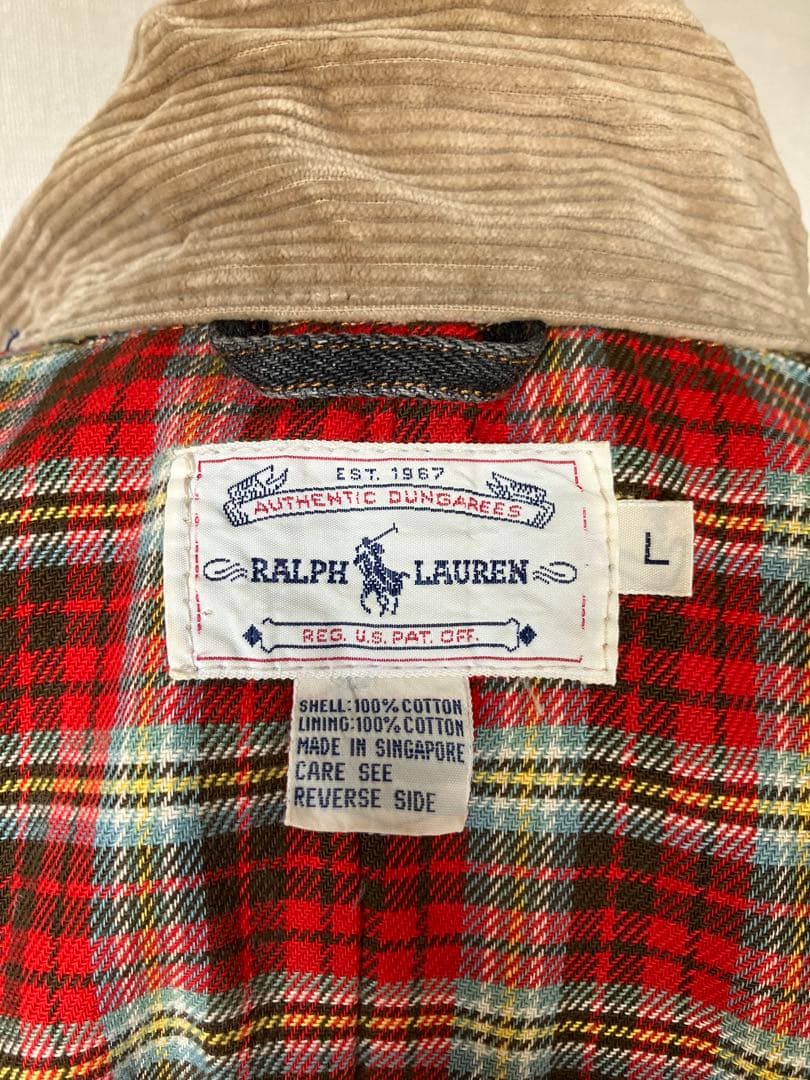 EST. 1967
AUTHENTIC DUNGAREES
RALPH LAUREN
REG. U.S. PAT. OFF.
L
SHELL:100% COTTON
LINING:100% COTTON
MADE IN SINGAPORE
CARE SEE
REVERSE SIDE